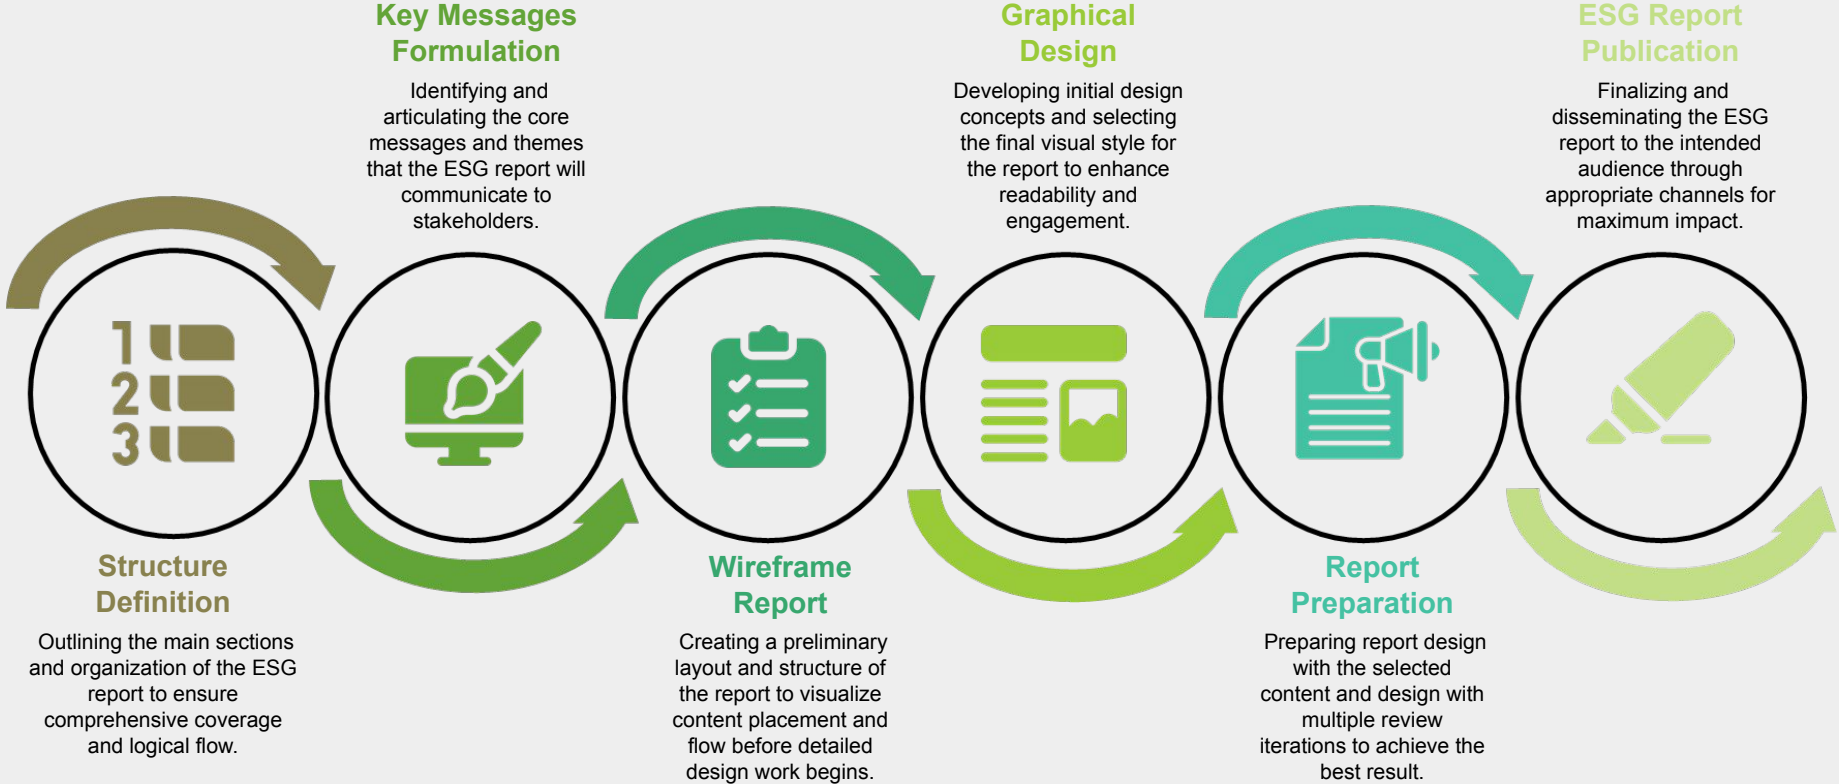 Structure
Definition
Outlining the main sections
and organization of the ESG
report to ensure
comprehensive coverage
and logical flow.
1
2
3
Key Messages
Formulation
Identifying and
articulating the core
messages and themes
that the ESG report will
communicate to
stakeholders.
Wireframe
Report
Creating a preliminary
layout and structure of
the report to visualize
content placement and
flow before detailed
design work begins.
Graphical
Design
Developing initial design
concepts and selecting
the final visual style for
the report to enhance
readability and
engagement.
Report
Preparation
Preparing report design
with the selected
content and design with
multiple review
iterations to achieve the
best result.
ESG Report
Publication
Finalizing and
disseminating the ESG
report to the intended
audience through
appropriate channels for
maximum impact.